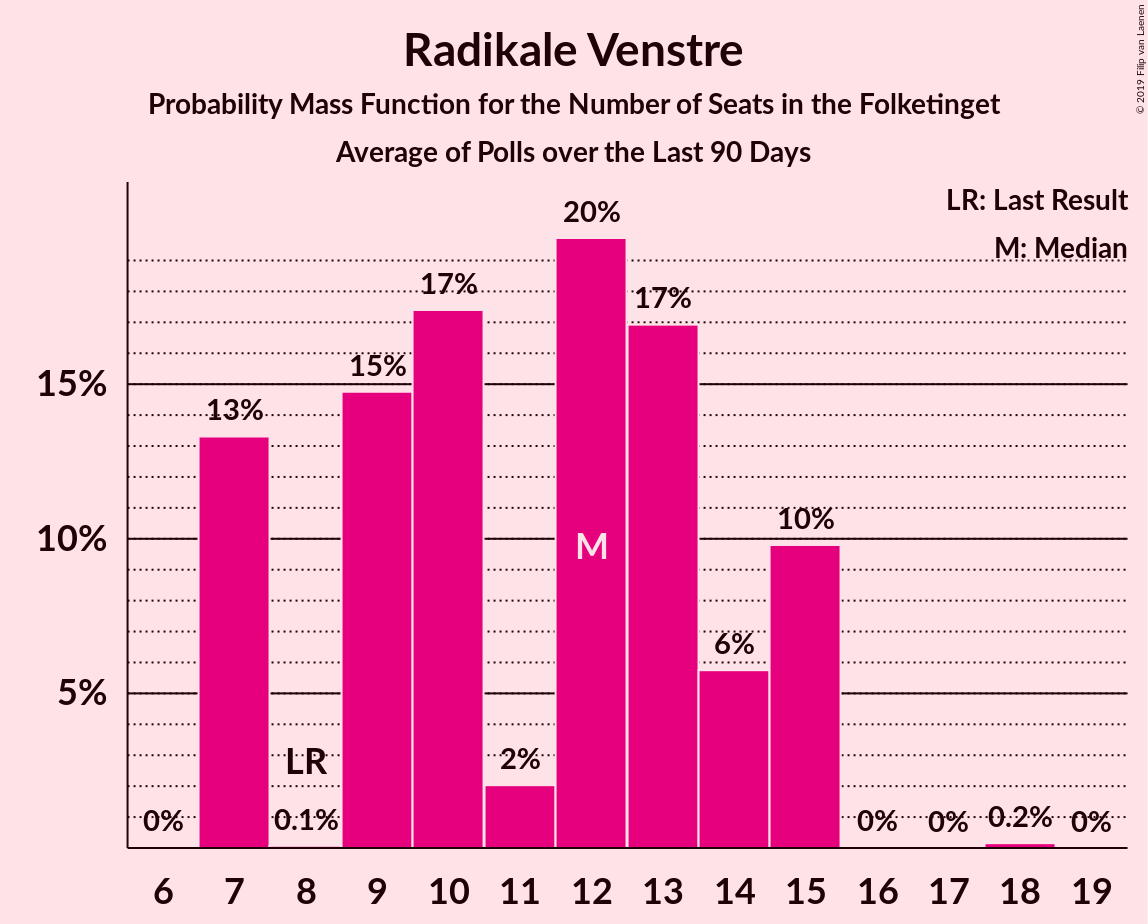 Radikale Venstre
Probability Mass Function for the Number of Seats in the Folketinget
Average of Polls over the Last 90 Days
© 2019 Filip van Laenen
LR: Last Result
M: Median
20%
17%
17%
15%
13%
10%
6%
2%
0%
0.1%
0%
0%
0.2%
0%
LR
M
15%
10%
5%
6 7 8 9 10 11 12 13 14 15 16 17 18 19